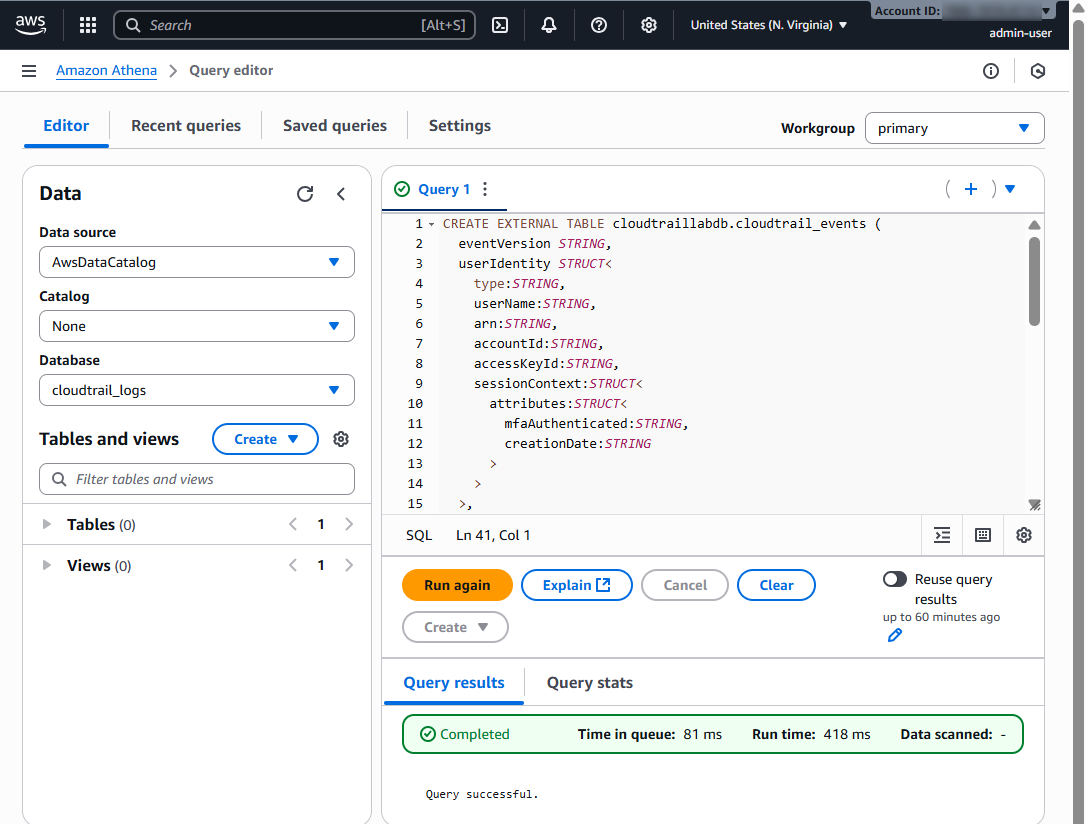 aws
Search
[Alt+S]
United States (N. Virginia)
Account ID:
admin-user
Amazon Athena
Query editor
Editor
Recent queries
Saved queries
Settings
Workgroup
primary
Data
Data source
AwsDataCatalog
Catalog
None
Database
cloudtrail_logs
Tables and views
Create
Filter tables and views
Tables (0)
1
Views (0)
1
Query 1
1 CREATE EXTERNAL TABLE cloudtraillabdb.cloudtrail_events (
2 eventVersion STRING,
3 userIdentity STRUCT<
4 type:STRING,
5 userName:STRING,
6 arn:STRING,
7 accountId:STRING,
8 accessKeyId:STRING,
9 sessionContext:STRUCT<
10 attributes:STRUCT<
11 mfaAuthenticated:STRING,
12 creationDate:STRING
13 >
14 >
15 >,
SQL Ln 41, Col 1
Run again
Explain
Cancel
Clear
Create
Reuse query
results
up to 60 minutes ago
Query results
Query stats
Completed
Time in queue: 81 ms
Run time: 418 ms
Data scanned: -
Query successful.